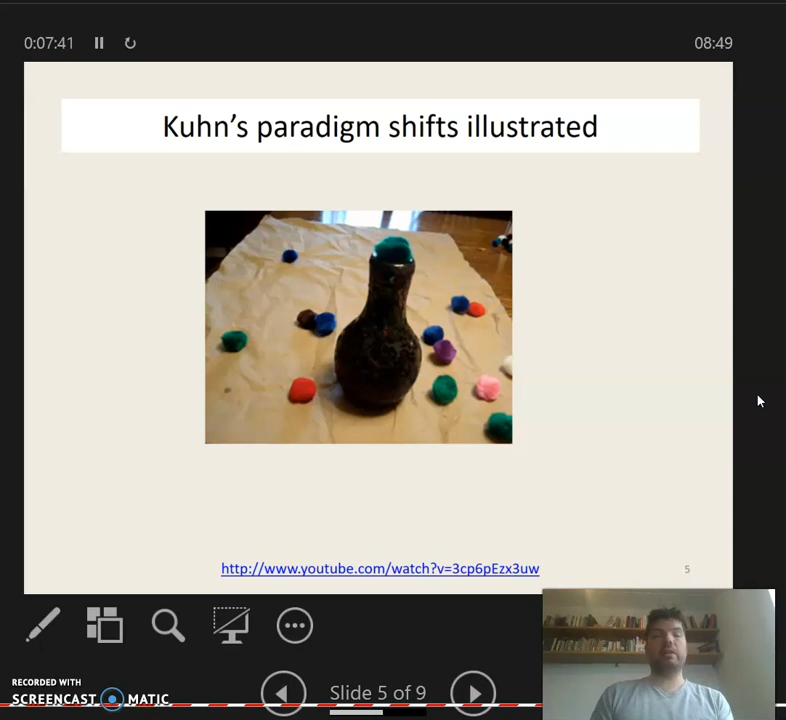 0:07:41
08:49
Kuhn's paradigm shifts illustrated
http://www.youtube.com/watch?v=3cp6pEzx3uw
5
RECORDED WITH
SCREENCAST MATIC
Slide 5 of 9